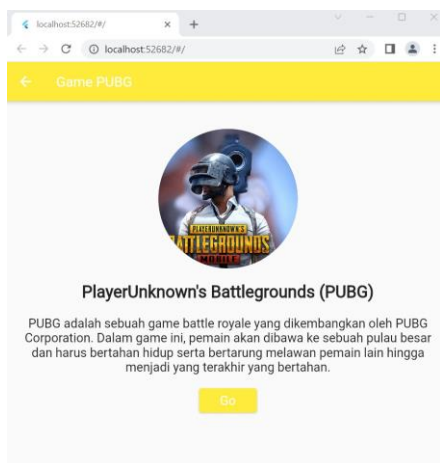 localhost:52682/#/
localhost:52682/#/
Game PUBG
PLAYERUNKNOWN'S
BATTLEGROUNDS
MOBILE
PlayerUnknown's Battlegrounds (PUBG)
PUBG adalah sebuah game battle royale yang dikembangkan oleh PUBG
Corporation. Dalam game ini, pemain akan dibawa ke sebuah pulau besar
dan harus bertahan hidup serta bertarung melawan pemain lain hingga
menjadi yang terakhir yang bertahan.
Go